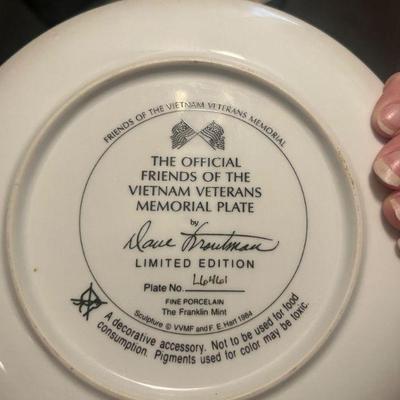 FRIENDS OF THE VIETNAM VETERANS MEMORIAL
THE OFFICIAL
FRIENDS OF THE
VIETNAM VETERANS
MEMORIAL PLATE
by
Dave Troutman
LIMITED EDITION
Plate No. L6461
FINE PORCELAIN
The Franklin Mint
Sculpture © VVMF and F. E. Hart 1984
A decorative accessory. Not to be used for food
consumption. Pigments used for color may be toxic.